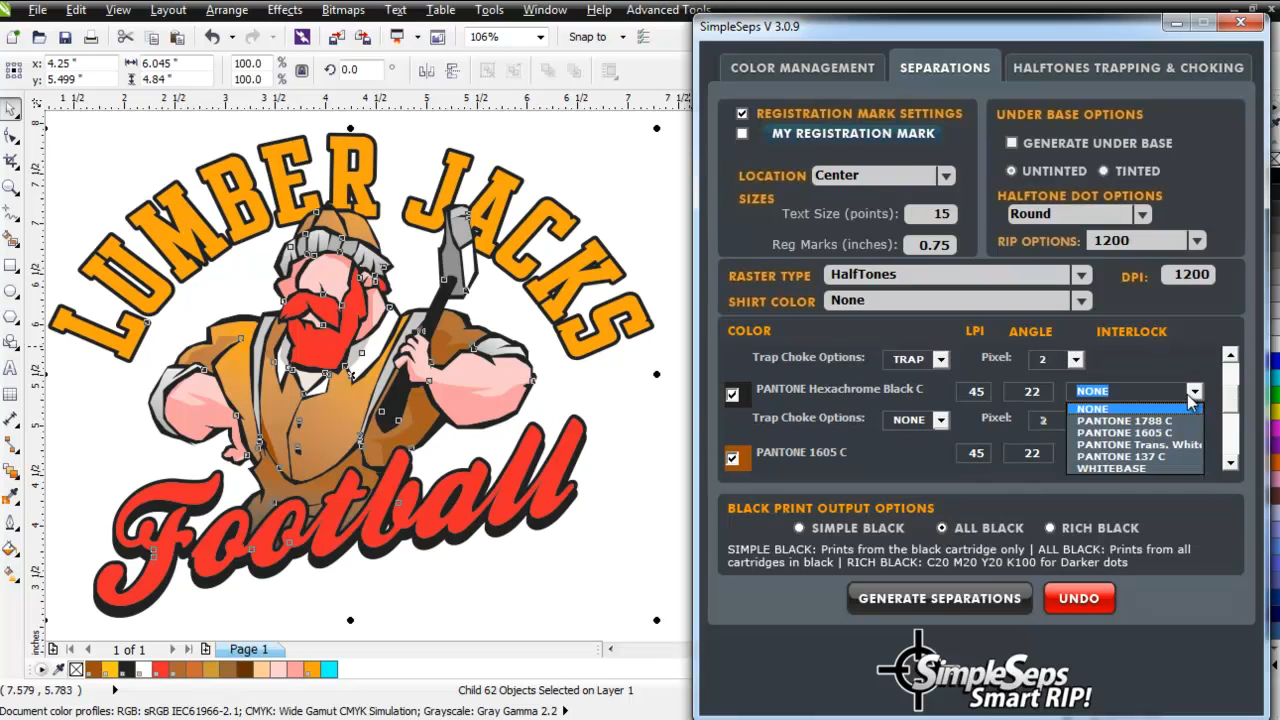 File Edit View Layout Arrange Effects Bitmaps Text Table Tools Window Help Advanced Tools
106% Snap to
x: 4.25 " 6.045 " 100.0 % 0.0 °
y: 5.499 " 4.84 " 100.0 %
LUMBER JACKS
Football
1 of 1 Page 1
(7.579 , 5.783) Child 62 Objects Selected on Layer 1
Document color profiles: RGB: sRGB IEC61966-2.1; CMYK: Wide Gamut CMYK Simulation; Grayscale: Gray Gamma 2.2
SimpleSeps V 3.0.9
COLOR MANAGEMENT SEPARATIONS HALFTONES TRAPPING & CHOKING
REGISTRATION MARK SETTINGS
MY REGISTRATION MARK
LOCATION Center
SIZES
Text Size (points): 15
Reg Marks (inches): 0.75
UNDER BASE OPTIONS
GENERATE UNDER BASE
UNTINTED TINTED
HALFTONE DOT OPTIONS
Round
RIP OPTIONS: 1200
RASTER TYPE HalfTones DPI: 1200
SHIRT COLOR None
COLOR LPI ANGLE INTERLOCK
Trap Choke Options: TRAP Pixel: 2
PANTONE Hexachrome Black C 45 22 NONE
Trap Choke Options: NONE Pixel: 2
PANTONE 1605 C 45 22
NONE
PANTONE 1788 C
PANTONE 1605 C
PANTONE Trans. White
PANTONE 137 C
WHITEBASE
BLACK PRINT OUTPUT OPTIONS
SIMPLE BLACK ALL BLACK RICH BLACK
SIMPLE BLACK: Prints from the black cartridge only | ALL BLACK: Prints from all
cartridges in black | RICH BLACK: C20 M20 Y20 K100 for Darker dots
GENERATE SEPARATIONS UNDO
SimpleSeps
Smart RIP!